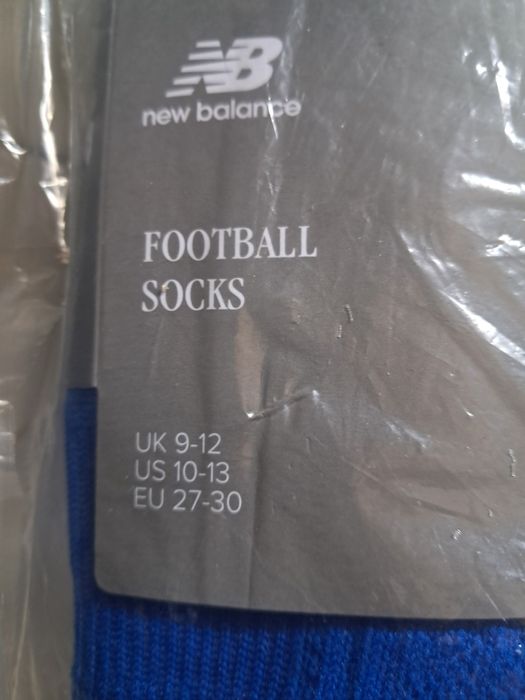 NB
new balance
FOOTBALL
SOCKS
UK 9-12
US 10-13
EU 27-30